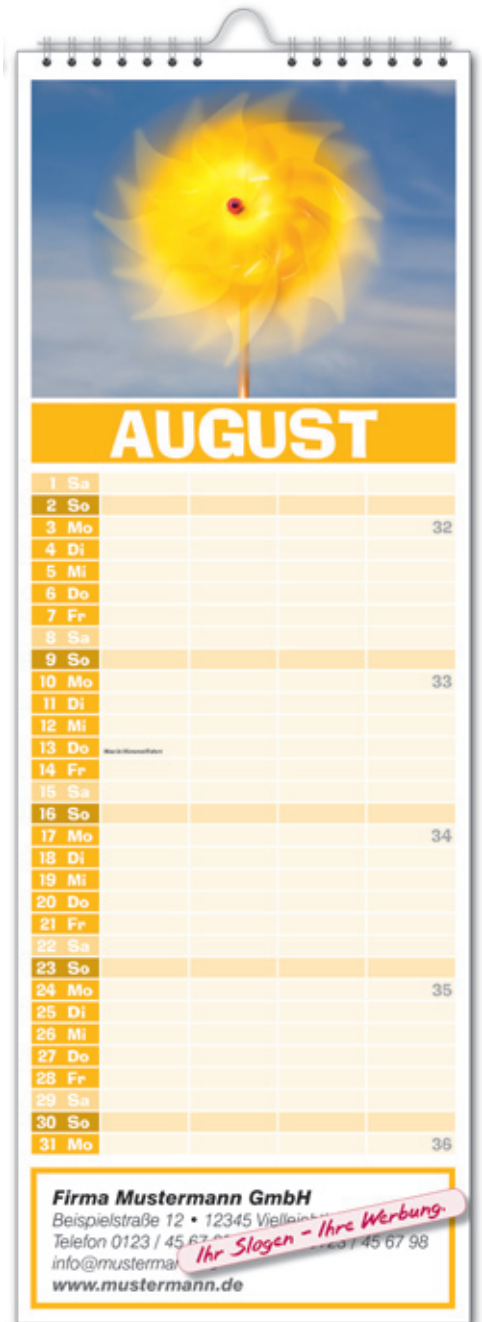 AUGUST
1 Sa
2 So
3 Mo 32
4 Di
5 Mi
6 Do
7 Fr
8 Sa
9 So
10 Mo 33
11 Di
12 Mi
13 Do Mariä Himmelfahrt
14 Fr
15 Sa
16 So
17 Mo 34
18 Di
19 Mi
20 Do
21 Fr
22 Sa
23 So
24 Mo 35
25 Di
26 Mi
27 Do
28 Fr
29 Sa
30 So
31 Mo 36
Firma Mustermann GmbH
Beispielstraße 12 • 12345
Telefon 0123 / 45 67 / 45 67 98
www.mustermann.de
Ihr Slogen - Ihre Werbung.